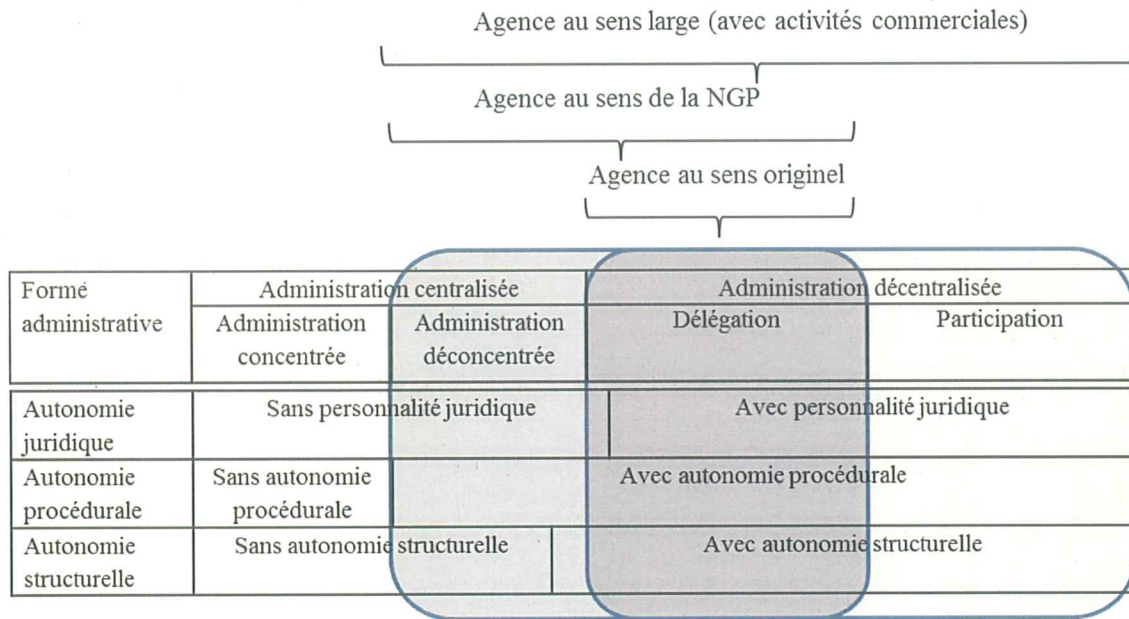 Agence au sens large (avec activités commerciales)
Agence au sens de la NGP
Agence au sens originel
Forme
administrative
Administration centralisée
Administration décentralisée
Administration
concentrée
Administration
déconcentrée
Délégation
Participation
Autonomie
juridique
Sans personnalité juridique
Avec personnalité juridique
Autonomie
procédurale
Sans autonomie
procédurale
Avec autonomie procédurale
Autonomie
structurelle
Sans autonomie structurelle
Avec autonomie structurelle